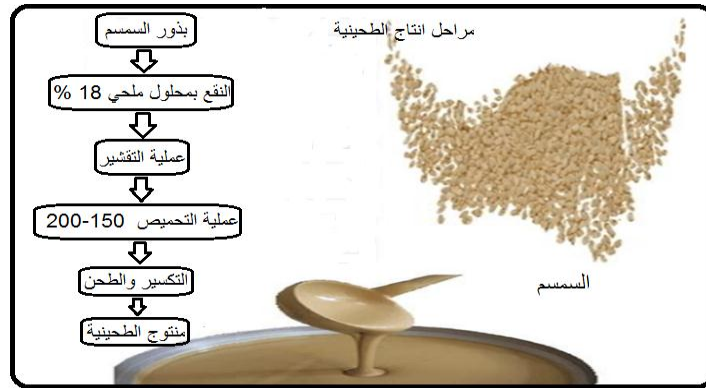 مراحل انتاج الطحينية
بذور السمسم
النقع بمحلول ملحي 18 %
عملية التقشير
عملية التحميص 150-200
التكسير والطحن
منتوج الطحينية
السمسم